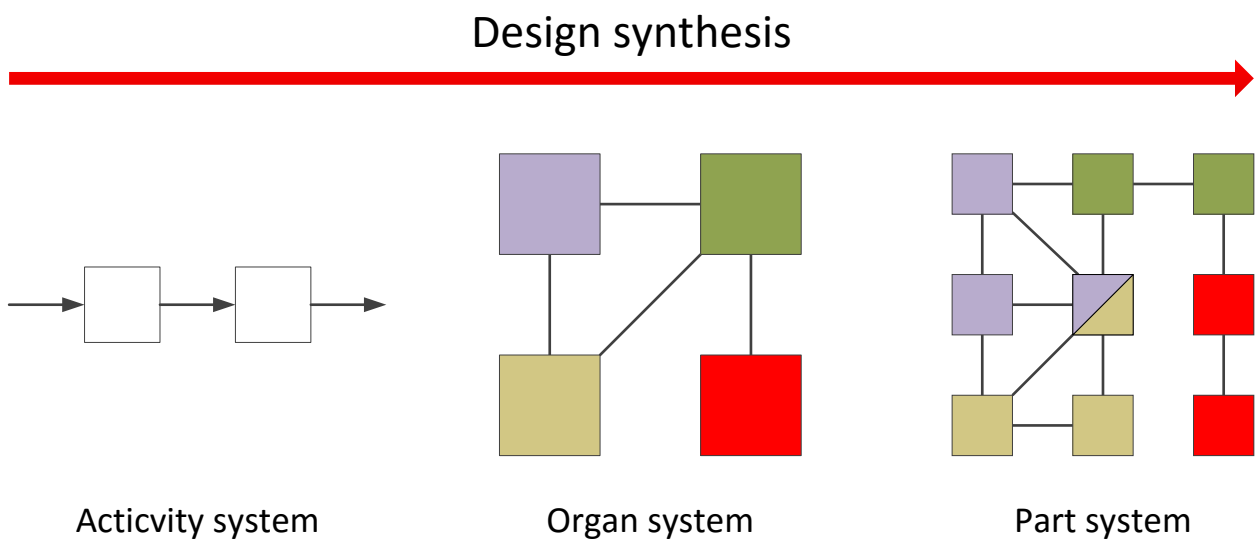 Design synthesis
Acticvity system
Organ system
Part system